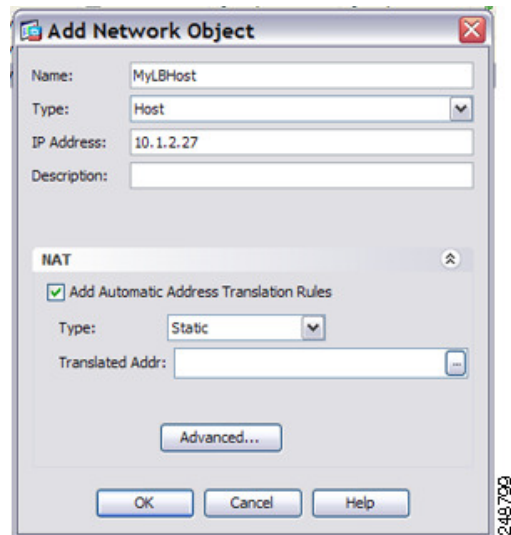 Add Network Object
Name: MyLBHost
Type: Host
IP Address: 10.1.2.27
Description:
NAT
Add Automatic Address Translation Rules
Type: Static
Translated Addr: ...
Advanced...
OK Cancel Help
248799